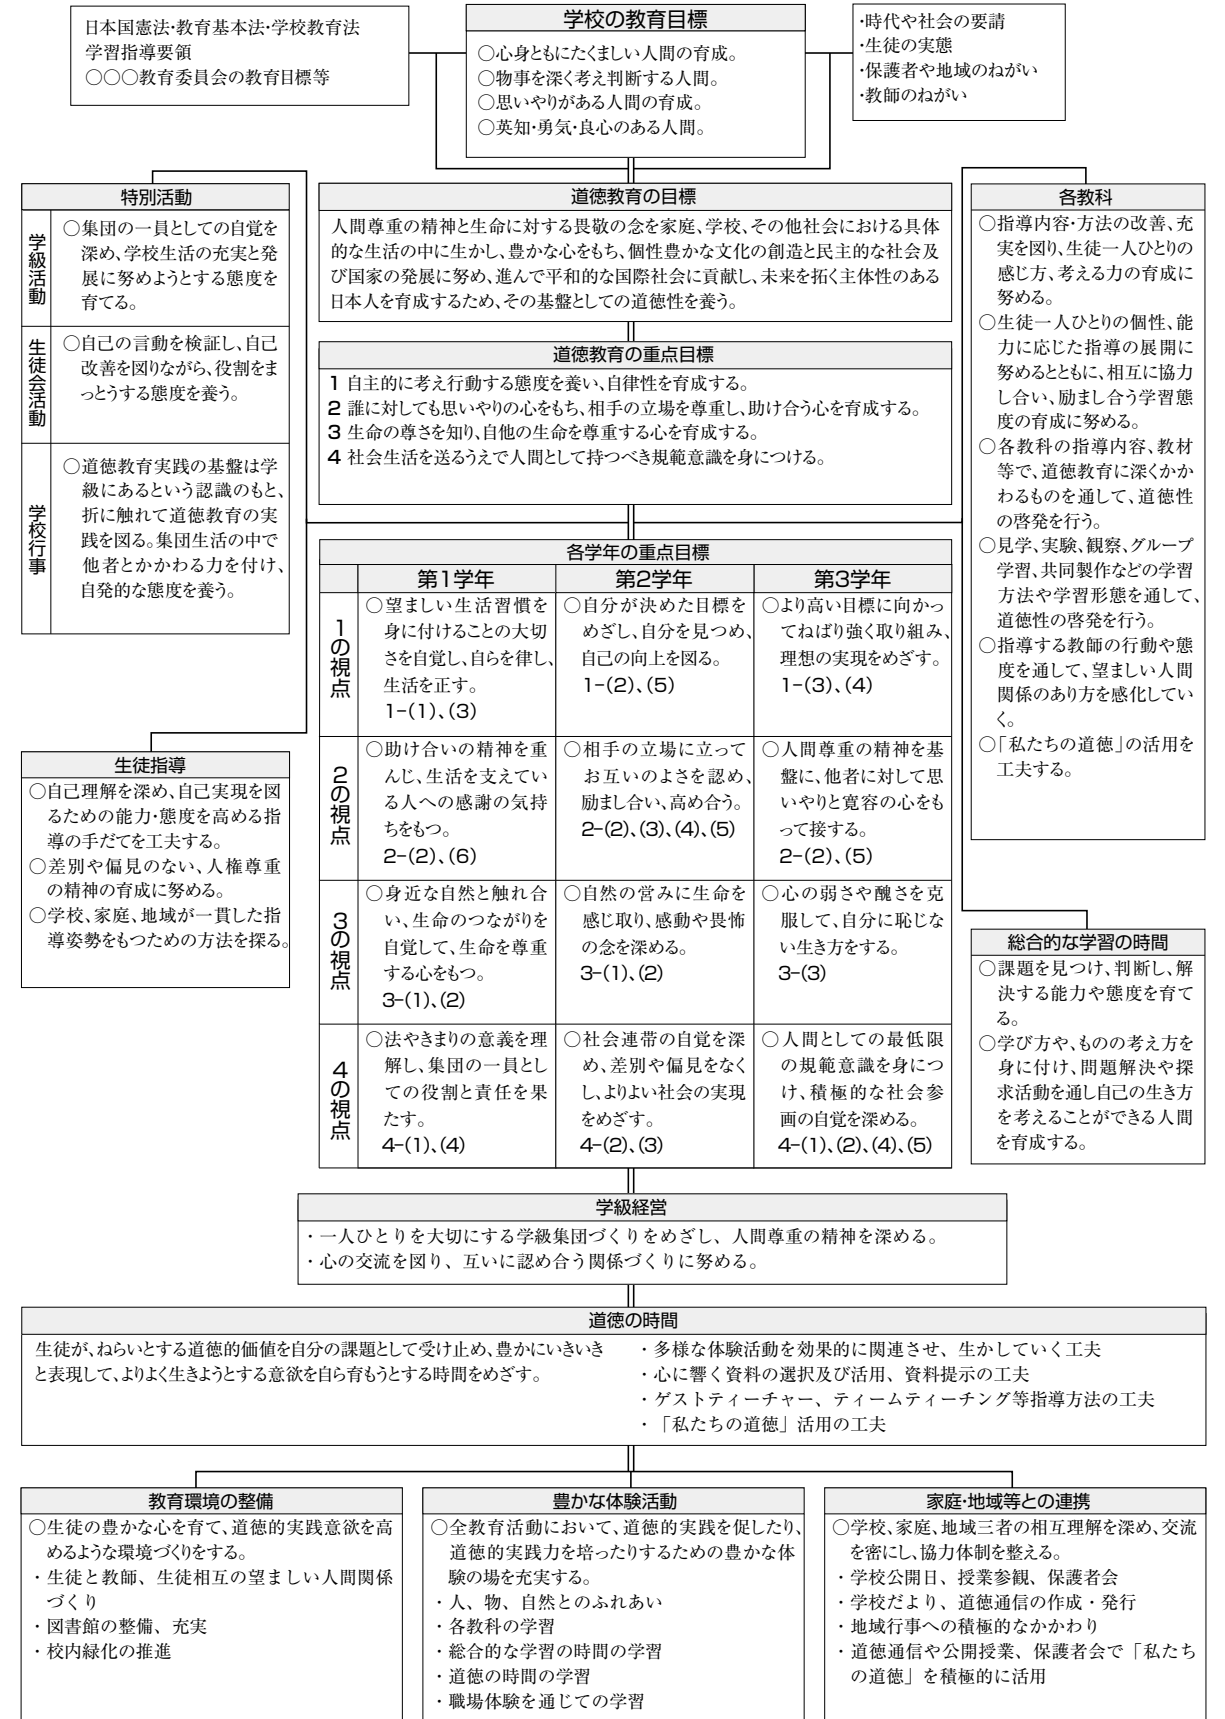 日本国憲法・教育基本法・学校教育法
学習指導要領
○○○教育委員会の教育目標等
学校の教育目標
○心身ともにたくましい人間の育成。
○物事を深く考え判断する人間。
○思いやりがある人間の育成。
○英知・勇気・良心のある人間。
・時代や社会の要請
・生徒の実態
・保護者や地域のねがい
・教師のねがい
特別活動
学級活動
○集団の一員としての自覚を
深め、学校生活の充実と発
展に努めようとする態度を
育てる。
生徒会活動
○自己の言動を検証し、自己
改善を図りながら、役割をま
っとうする態度を養う。
学校行事
○道徳教育実践の基盤は学
級にあるという認識のもと、
折に触れて道徳教育の実
践を図る。集団生活の中で
他者とかかわる力を付け、
自発的な態度を養う。
道徳教育の目標
人間尊重の精神と生命に対する畏敬の念を家庭、学校、その他社会における具体
的な生活の中に生かし、豊かな心をもち、個性豊かな文化の創造と民主的な社会及
び国家の発展に努め、進んで平和的な国際社会に貢献し、未来を拓く主体性のある
日本人を育成するため、その基盤としての道徳性を養う。
道徳教育の重点目標
1 自主的に考え行動する態度を養い、自律性を育成する。
2 誰に対しても思いやりの心をもち、相手の立場を尊重し、助け合う心を育成する。
3 生命の尊さを知り、自他の生命を尊重する心を育成する。
4 社会生活を送るうえで人間として持つべき規範意識を身につける。
各教科
○指導内容・方法の改善、充
実を図り、生徒一人ひとりの
感じ方、考える力の育成に
努める。
○生徒一人ひとりの個性、能
力に応じた指導の展開に
努めるとともに、相互に協力
し合い、励まし合う学習態
度の育成に努める。
○各教科の指導内容、教材
等で、道徳教育に深くかか
わるものを通して、道徳性
の啓発を行う。
○見学、実験、観察、グループ
学習、共同製作などの学習
方法や学習形態を通して、
道徳性の啓発を行う。
○指導する教師の行動や態
度を通して、望ましい人間
関係のあり方を感化してい
く。
○「私たちの道徳」の活用を
工夫する。
各学年の重点目標
第1学年
第2学年
第3学年
1の視点
○望ましい生活習慣を
身に付けることの大切
さを自覚し、自らを律し、
生活を正す。
1−(1)、(3)
○自分が決めた目標を
めざし、自分を見つめ、
自己の向上を図る。
1−(2)、(5)
○より高い目標に向かっ
てねばり強く取り組み、
理想の実現をめざす。
1−(3)、(4)
2の視点
○助け合いの精神を重
んじ、生活を支えてい
る人への感謝の気持
ちをもつ。
2−(2)、(6)
○相手の立場に立って
お互いのよさを認め、
励まし合い、高め合う。
2−(2)、(3)、(4)、(5)
○人間尊重の精神を基
盤に、他者に対して思
いやりと寛容の心をも
って接する。
2−(2)、(5)
3の視点
○身近な自然と触れ合
い、生命のつながりを
自覚して、生命を尊重
する心をもつ。
3−(1)、(2)
○自然の営みに生命を
感じ取り、感動や畏怖
の念を深める。
3−(1)、(2)
○心の弱さや醜さを克
服して、自分に恥じな
い生き方をする。
3−(3)
4の視点
○法やきまりの意義を理
解し、集団の一員とし
ての役割と責任を果
たす。
4−(1)、(4)
○社会連帯の自覚を深
め、差別や偏見をなく
し、よりよい社会の実現
をめざす。
4−(2)、(3)
○人間としての最低限
の規範意識を身につ
け、積極的な社会参
画の自覚を深める。
4−(1)、(2)、(4)、(5)
生徒指導
○自己理解を深め、自己実現を図
るための能力・態度を高める指
導の手だてを工夫する。
○差別や偏見のない、人権尊重
の精神の育成に努める。
○学校、家庭、地域が一貫した指
導姿勢をもつための方法を探る。
総合的な学習の時間
○課題を見つけ、判断し、解
決する能力や態度を育て
る。
○学び方や、ものの考え方を
身に付け、問題解決や探
求活動を通し自己の生き方
を考えることができる人間
を育成する。
学級経営
・一人ひとりを大切にする学級集団づくりをめざし、人間尊重の精神を深める。
・心の交流を図り、互いに認め合う関係づくりに努める。
道徳の時間
生徒が、ねらいとする道徳的価値を自分の課題として受け止め、豊かにいきいき
と表現して、よりよく生きようとする意欲を自ら育もうとする時間をめざす。
・多様な体験活動を効果的に関連させ、生かしていく工夫
・心に響く資料の選択及び活用、資料提示の工夫
・ゲストティーチャー、ティームティーチング等指導方法の工夫
・「私たちの道徳」活用の工夫
教育環境の整備
○生徒の豊かな心を育て、道徳的実践意欲を高
めるような環境づくりをする。
・生徒と教師、生徒相互の望ましい人間関係
づくり
・図書館の整備、充実
・校内緑化の推進
豊かな体験活動
○全教育活動において、道徳的実践を促したり、
道徳的実践力を培ったりするための豊かな体
験の場を充実する。
・人、物、自然とのふれあい
・各教科の学習
・総合的な学習の時間の学習
・道徳の時間の学習
・職場体験を通じての学習
家庭・地域等との連携
○学校、家庭、地域三者の相互理解を深め、交流
を密にし、協力体制を整える。
・学校公開日、授業参観、保護者会
・学校だより、道徳通信の作成・発行
・地域行事への積極的なかかわり
・道徳通信や公開授業、保護者会で「私たち
の道徳」を積極的に活用